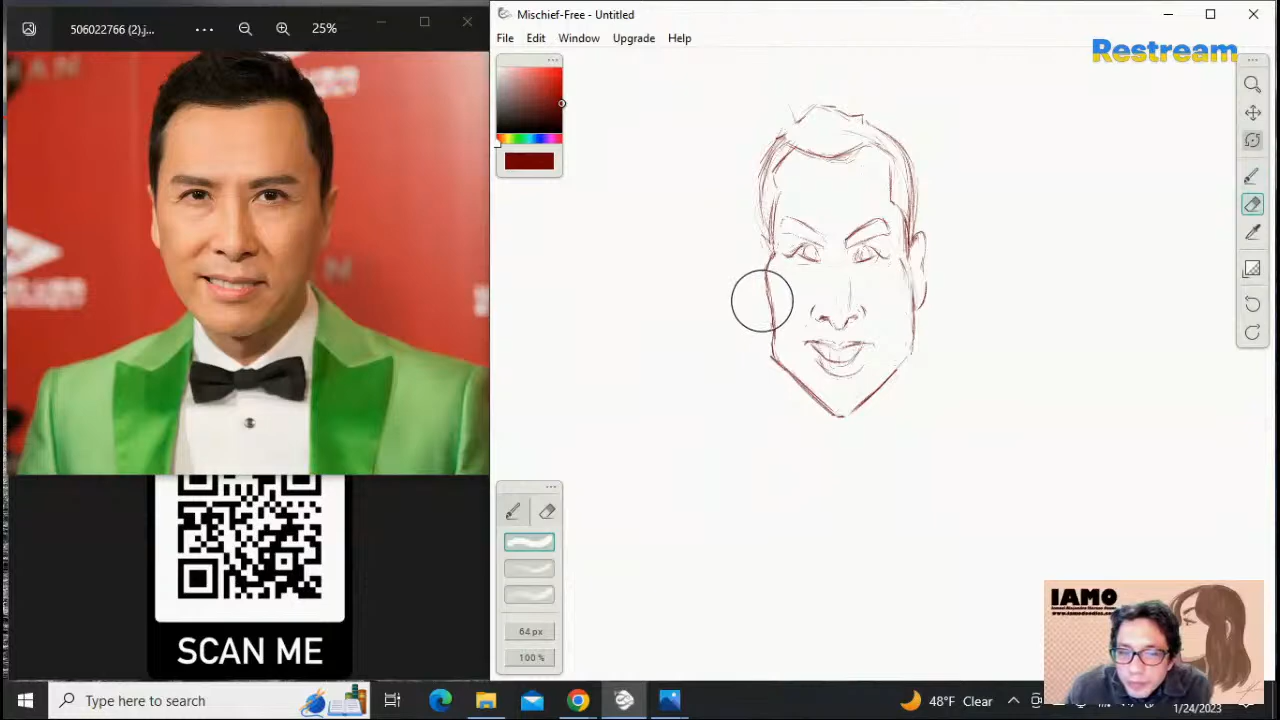 506022766 (2).j...
25%
Mischief-Free - Untitled
File Edit Window Upgrade Help
Restream
AN
N
64 px
100 %
SCAN ME
IAMO
Type here to search
48°F Clear
1/24/2023